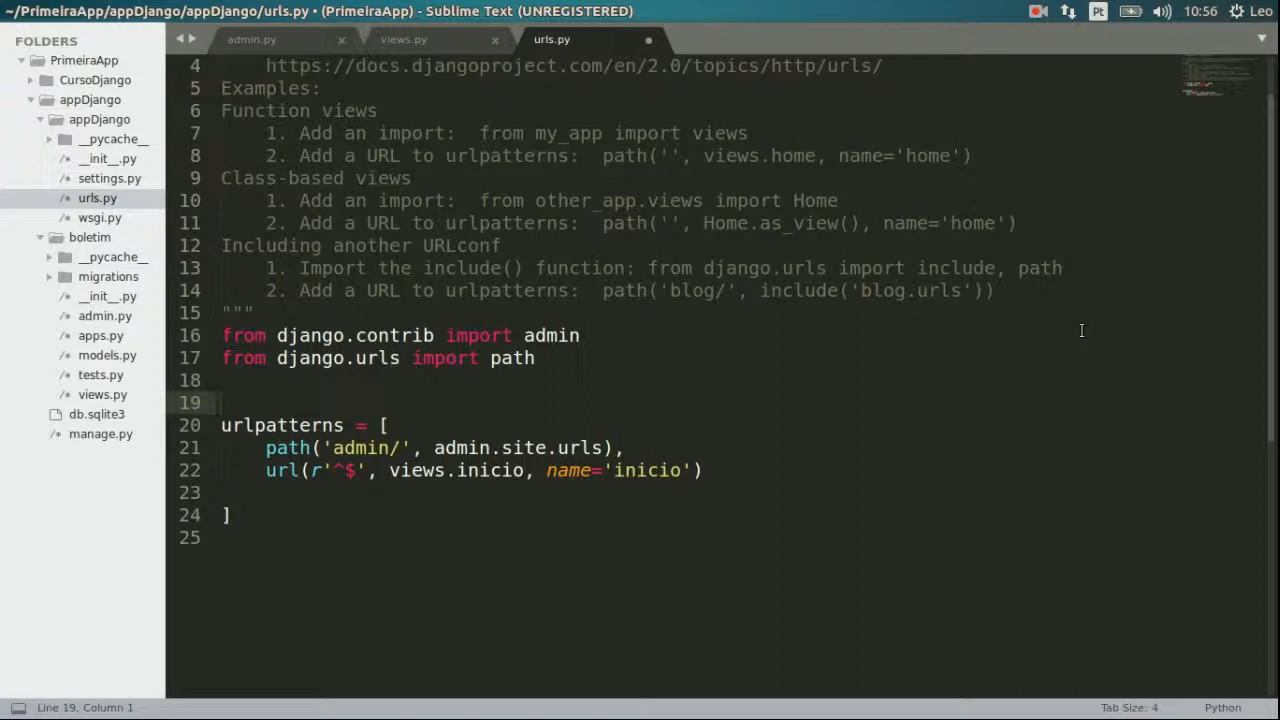 ~/PrimeiraApp/appDjango/appDjango/urls.py • (PrimeiraApp) - Sublime Text (UNREGISTERED)
Pt
10:56
Leo
FOLDERS
PrimeiraApp
CursoDjango
appDjango
appDjango
__pycache__
/* __init__.py
/* settings.py
/* urls.py
/* wsgi.py
boletim
__pycache__
migrations
/* __init__.py
/* admin.py
/* apps.py
/* models.py
/* tests.py
/* views.py
db.sqlite3
/* manage.py
admin.py ×
views.py ×
urls.py •
4 https://docs.djangoproject.com/en/2.0/topics/http/urls/
5 Examples:
6 Function views
7 1. Add an import:  from my_app import views
8 2. Add a URL to urlpatterns:  path('', views.home, name='home')
9 Class-based views
10 1. Add an import:  from other_app.views import Home
11 2. Add a URL to urlpatterns:  path('', Home.as_view(), name='home')
12 Including another URLconf
13 1. Import the include() function: from django.urls import include, path
14 2. Add a URL to urlpatterns:  path('blog/', include('blog.urls'))
15 """
16 from django.contrib import admin
17 from django.urls import path
18
19
20 urlpatterns = [
21 path('admin/', admin.site.urls),
22 url(r'^$', views.inicio, name='inicio')
23
24 ]
25
Line 19, Column 1
Tab Size: 4
Python